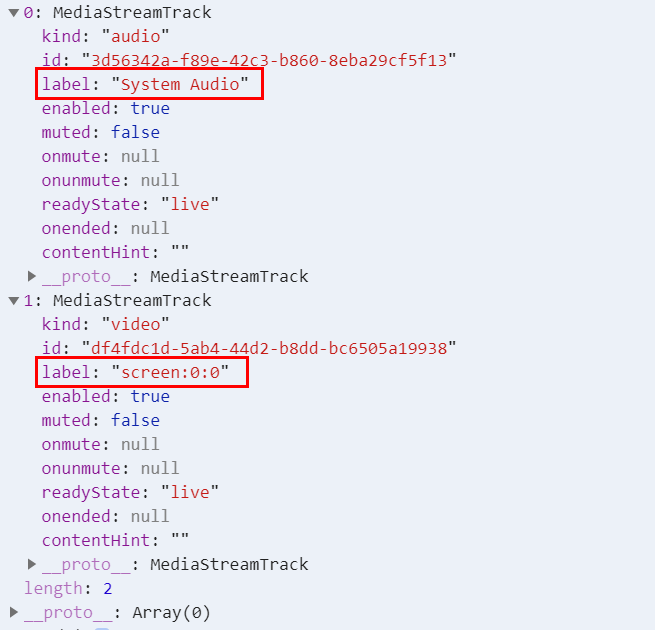 0: MediaStreamTrack
kind: "audio"
id: "3d56342a-f89e-42c3-b860-8eba29cf5f13"
label: "System Audio"
enabled: true
muted: false
onmute: null
onunmute: null
readyState: "live"
onended: null
contentHint: ""
__proto__: MediaStreamTrack
1: MediaStreamTrack
kind: "video"
id: "df4fdc1d-5ab4-44d2-b8dd-bc6505a19938"
label: "screen:0:0"
enabled: true
muted: false
onmute: null
onunmute: null
readyState: "live"
onended: null
contentHint: ""
__proto__: MediaStreamTrack
length: 2
__proto__: Array(0)